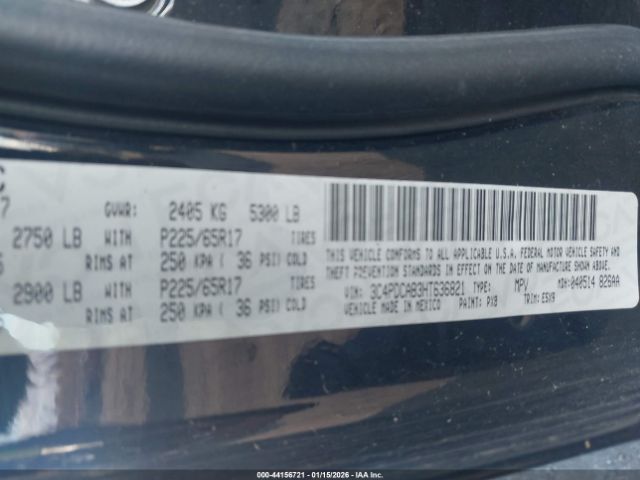 GVWR: 2405 KG 5300 LB
2750 LB WITH P225/65R17 TIRES
RIMS AT 250 KPA ( 36 PSI) COLD
2900 LB WITH P225/65R17 TIRES
RIMS AT 250 KPA ( 36 PSI) COLD
THIS VEHICLE CONFORMS TO ALL APPLICABLE U.S.A. FEDERAL MOTOR VEHICLE SAFETY AND
THEFT PREVENTION STANDARDS IN EFFECT ON THE DATE OF MANUFACTURE SHOWN ABOVE.
VIN: 3C4PDCAB3HT636821 TYPE: MPV MDH: 040514 828AA
VEHICLE MADE IN MEXICO PAINT: PX8 TRIM: ESX9
000-44156721 - 01/15/2026 - IAA Inc.